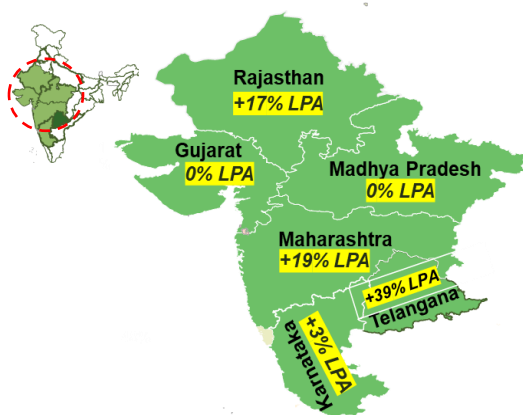 Rajasthan
+17% LPA
Gujarat
0% LPA
Madhya Pradesh
0% LPA
Maharashtra
+19% LPA
+39% LPA
Telangana
+3% LPA
Karnataka